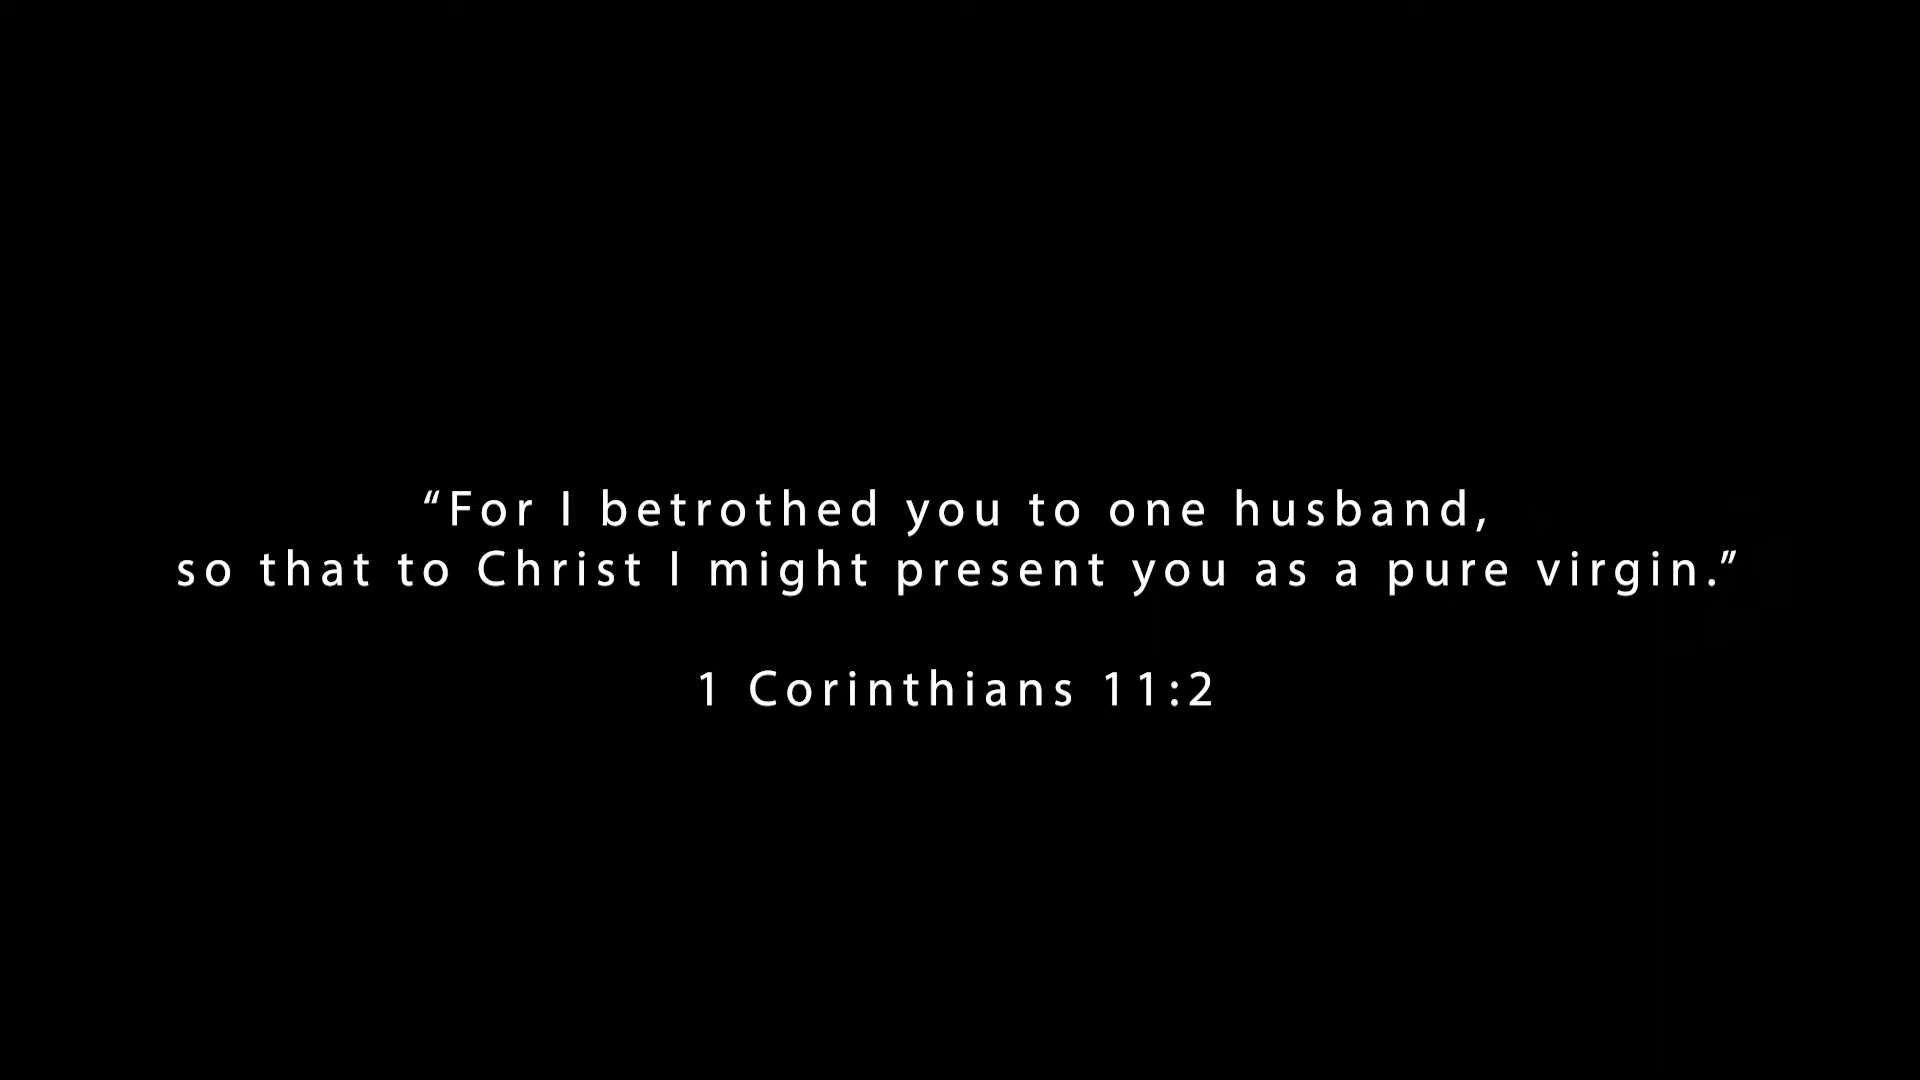 “For I betrothed you to one husband,
so that to Christ I might present you as a pure virgin.”
1 Corinthians 11:2